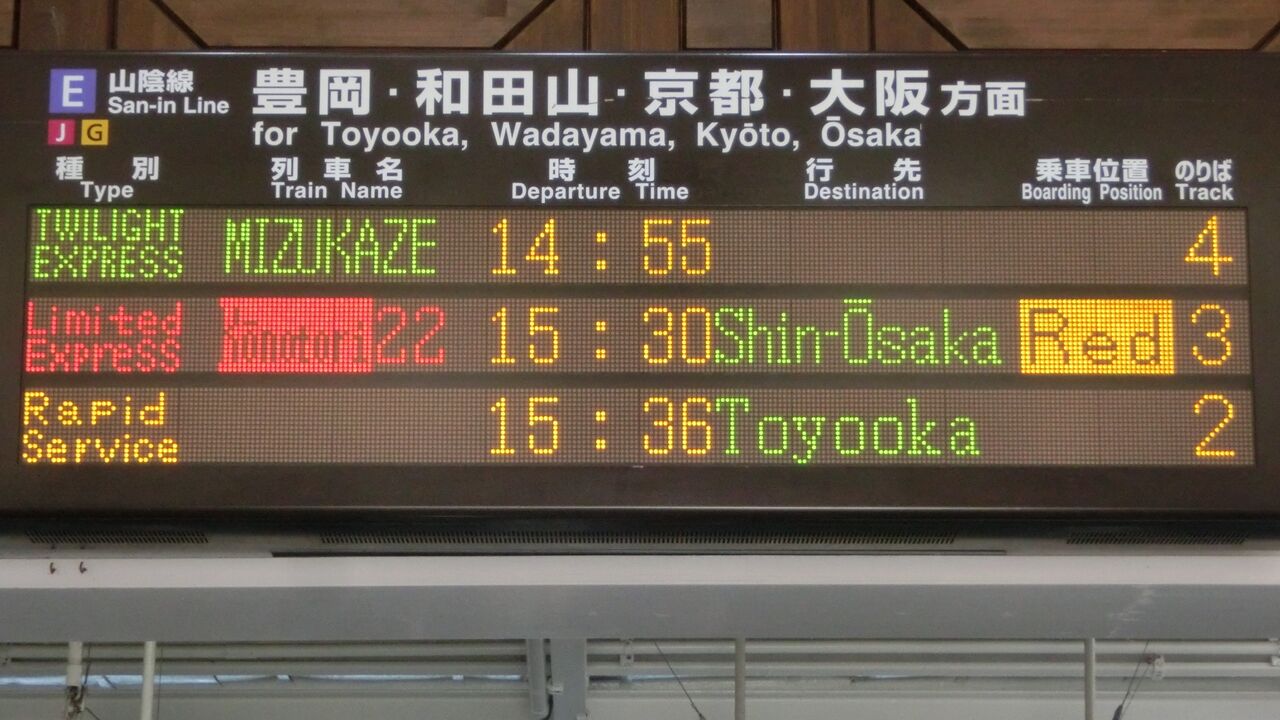 E 山陰線 豊岡・和田山・京都・大阪方面
San-in Line
J G for Toyooka, Wadayama, Kyōto, Ōsaka
種別 列車名 時刻 行先 乗車位置 のりば
Type Train Name Departure Time Destination Boarding Position Track
TWILIGHT EXPRESS MIZUKAZE 14:55 4
Limited Express Kōnotori 22 15:30 Shin-Ōsaka Red 3
Rapid Service 15:36 Toyooka 2